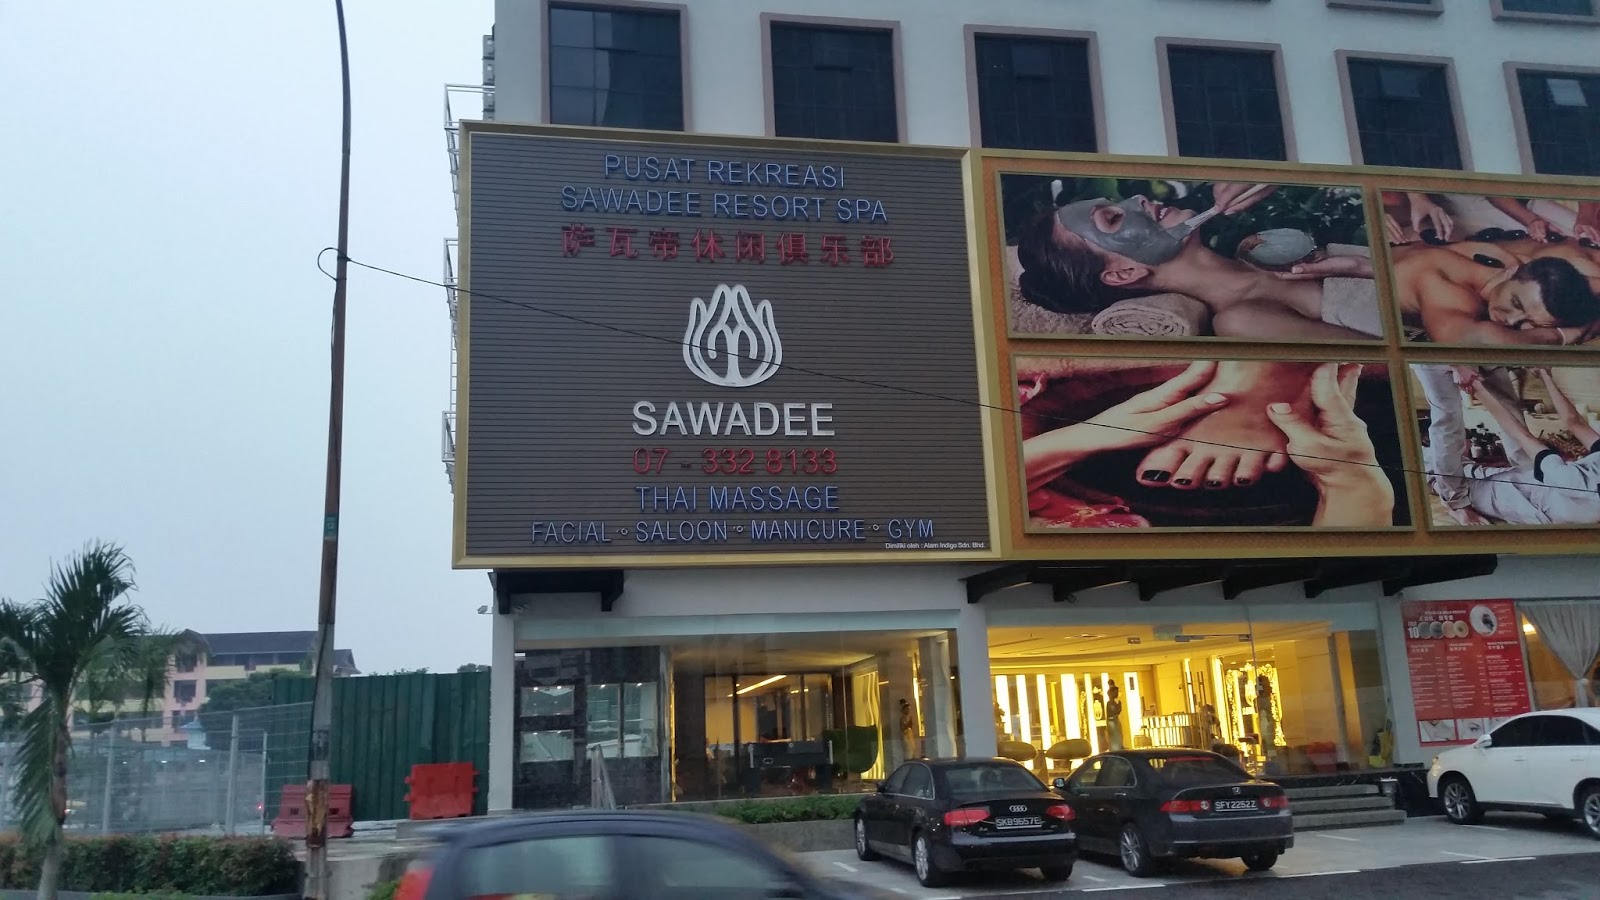 PUSAT REKREASI
SAWADEE RESORT SPA
萨瓦帝休闲俱乐部
SAWADEE
07 - 332 8133
THAI MASSAGE
FACIAL • SALOON • MANICURE • GYM
Dimiliki oleh : Alam Indigo Sdn. Bhd.
10
SKB9657E
SFY2252Z